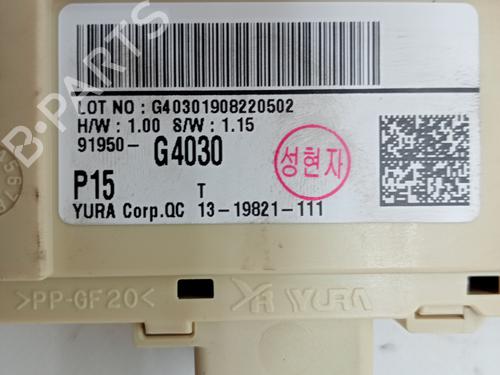 B-PARTS
LOT NO : G40301908220502
H/W : 1.00 S/W : 1.15
91950- G4030
성현자
P15 T
YURA Corp.QC 13-19821-111
>PP-GF20< YURA